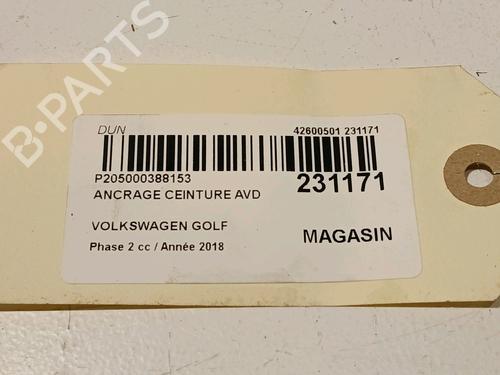 B-PARTS
DUN 42600501 231171
P205000388153 231171
ANCRAGE CEINTURE AVD
VOLKSWAGEN GOLF
Phase 2 cc / Année 2018 MAGASIN